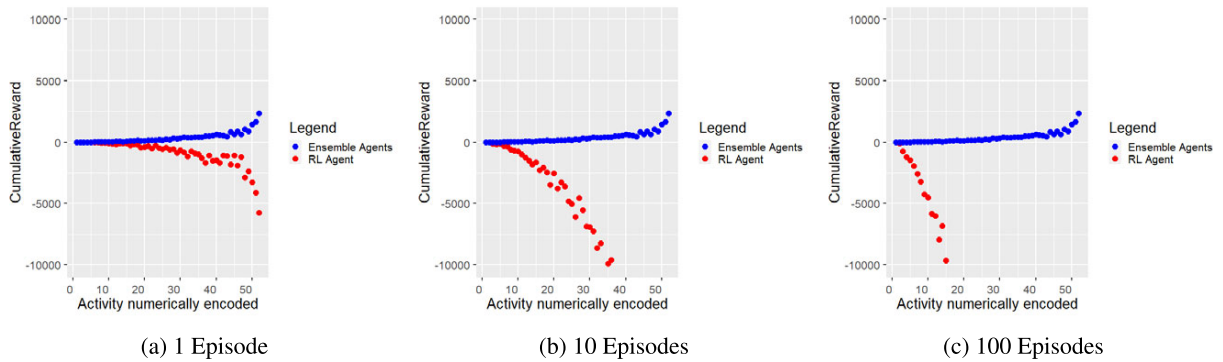 10000
5000
0
-5000
-10000
CumulativeReward
0 10 20 30 40 50
Activity numerically encoded
Legend
Ensemble Agents
RL Agent
(a) 1 Episode
10000
5000
0
-5000
-10000
CumulativeReward
0 10 20 30 40 50
Activity numerically encoded
Legend
Ensemble Agents
RL Agent
(b) 10 Episodes
10000
5000
0
-5000
-10000
CumulativeReward
0 10 20 30 40 50
Activity numerically encoded
Legend
Ensemble Agents
RL Agent
(c) 100 Episodes